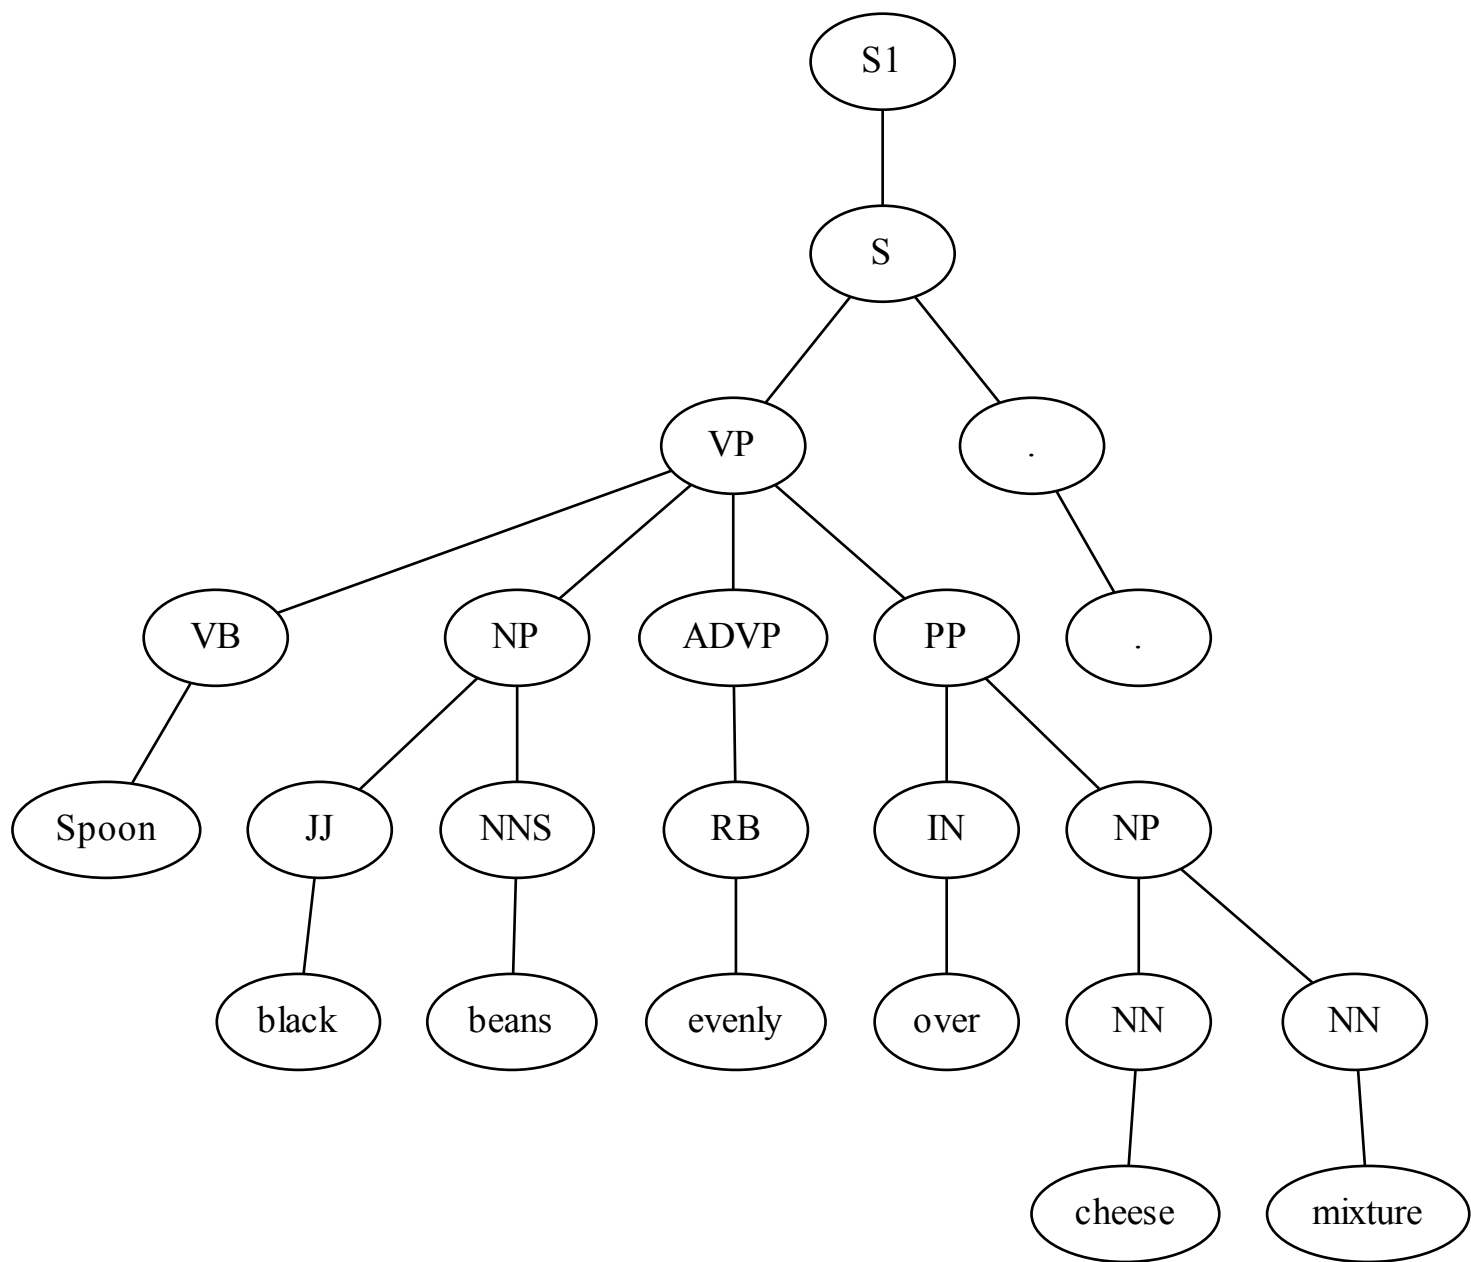 S1
S
VP .
VB NP ADVP PP .
Spoon JJ NNS RB IN NP
black beans evenly over NN NN
cheese mixture